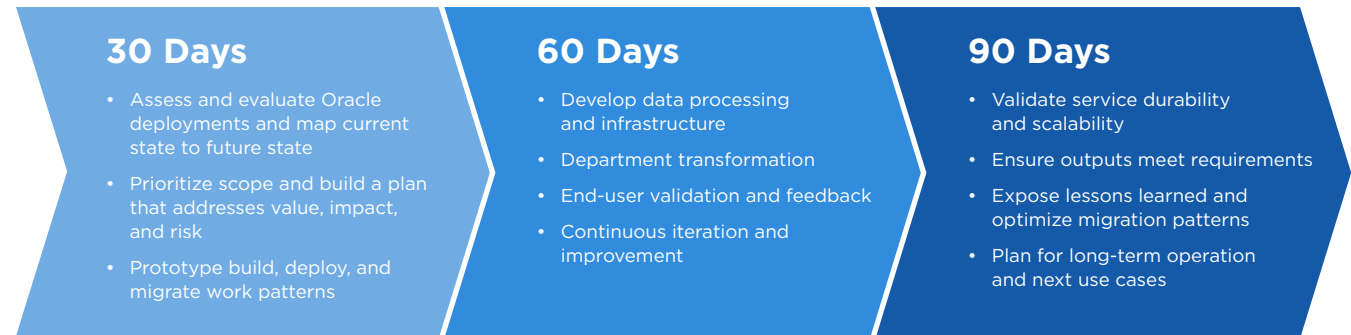 30 Days
• Assess and evaluate Oracle
deployments and map current
state to future state
• Prioritize scope and build a plan
that addresses value, impact,
and risk
• Prototype build, deploy, and
migrate work patterns
60 Days
• Develop data processing
and infrastructure
• Department transformation
• End-user validation and feedback
• Continuous iteration and
improvement
90 Days
• Validate service durability
and scalability
• Ensure outputs meet requirements
• Expose lessons learned and
optimize migration patterns
• Plan for long-term operation
and next use cases